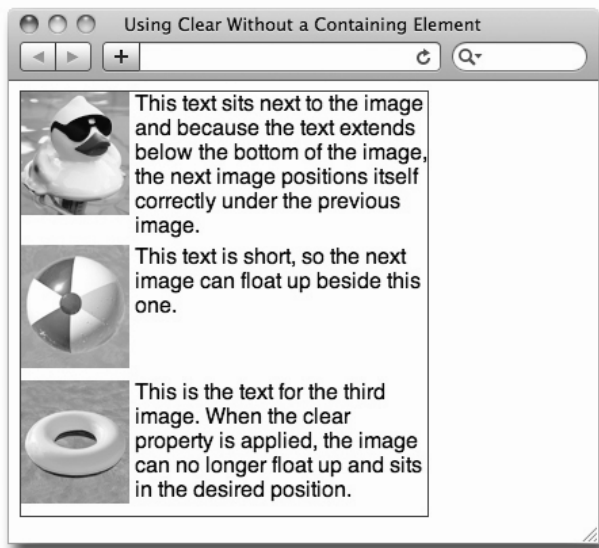 Using Clear Without a Containing Element
This text sits next to the image
and because the text extends
below the bottom of the image,
the next image positions itself
correctly under the previous
image.
This text is short, so the next
image can float up beside this
one.
This is the text for the third
image. When the clear
property is applied, the image
can no longer float up and sits
in the desired position.